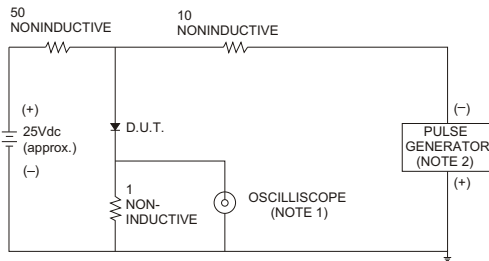 50
NONINDUCTIVE
10
NONINDUCTIVE
(+)
25Vdc
(approx.)
(–)
D.U.T.
1
NON-
INDUCTIVE
OSCILLISCOPE
(NOTE 1)
(–)
PULSE
GENERATOR
(NOTE 2)
(+)